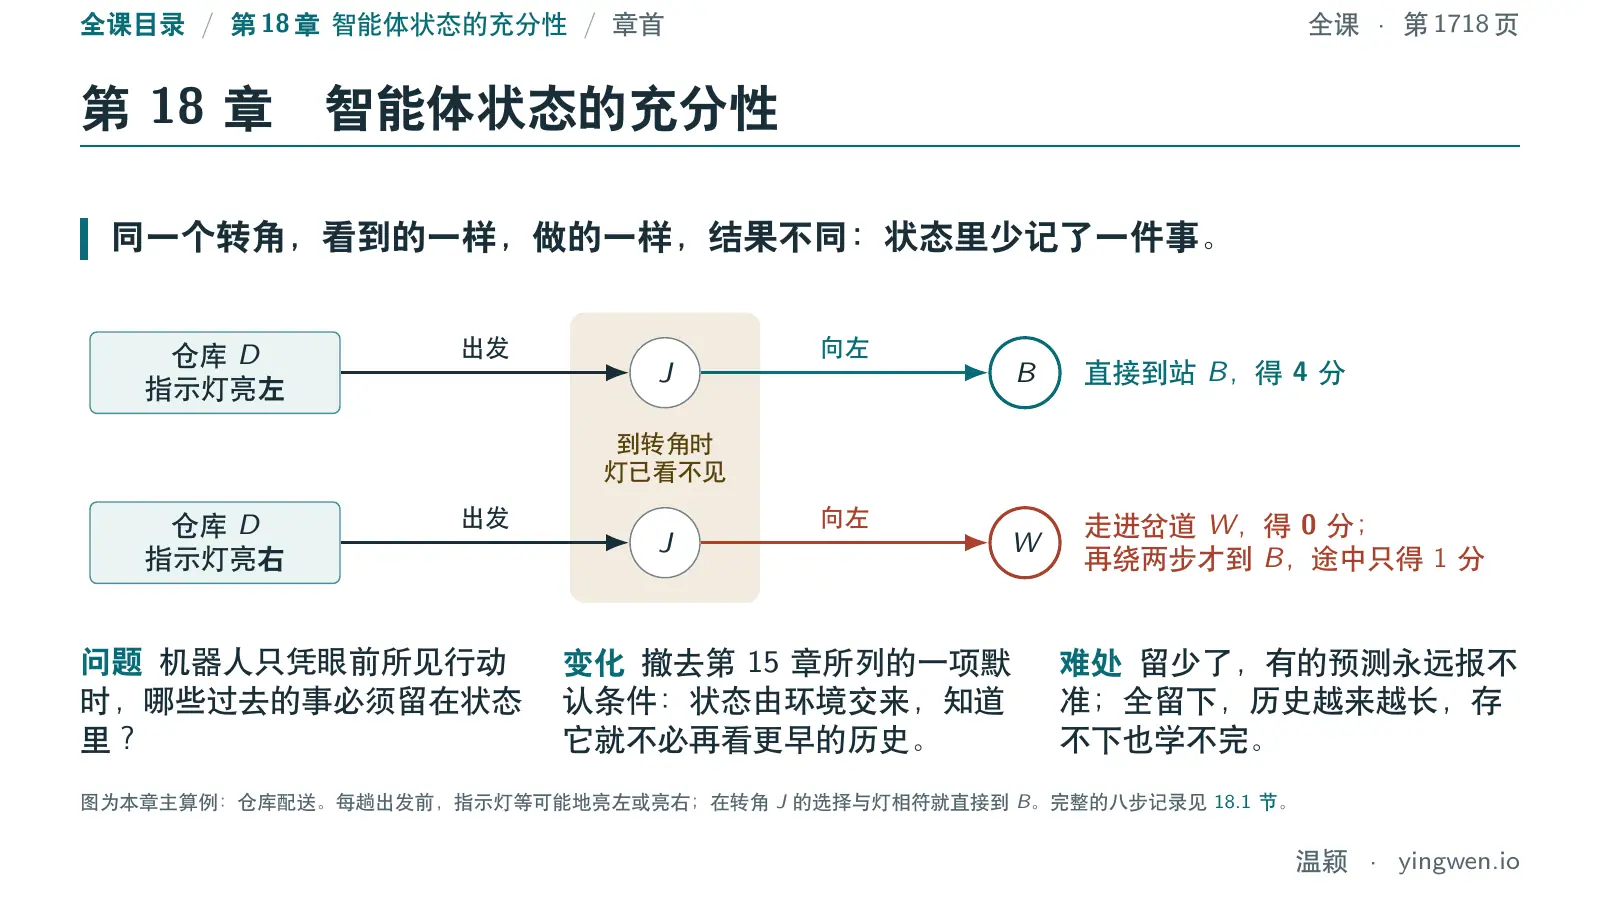 全课目录 / 第 18 章 智能体状态的充分性 / 章首
全课 · 第 1718 页
第 18 章 智能体状态的充分性
同一个转角，看到的一样，做的一样，结果不同：状态里少记了一件事。
仓库 D
指示灯亮左
出发
J
向左
B
直接到站 B，得 4 分
到转角时
灯已看不见
仓库 D
指示灯亮右
出发
J
向左
W
走进岔道 W，得 0 分；
再绕两步才到 B，途中只得 1 分
问题 机器人只凭眼前所见行动
时，哪些过去的事必须留在状态
里？
变化 撤去第 15 章所列的一项默
认条件：状态由环境交来，知道
它就不必再看更早的历史。
难处 留少了，有的预测永远报不
准；全留下，历史越来越长，存
不下也学不完。
图为本章主算例：仓库配送。每趟出发前，指示灯等可能地亮左或亮右；在转角 J 的选择与灯相符就直接到 B。完整的八步记录见 18.1 节。
温颖 · yingwen.io